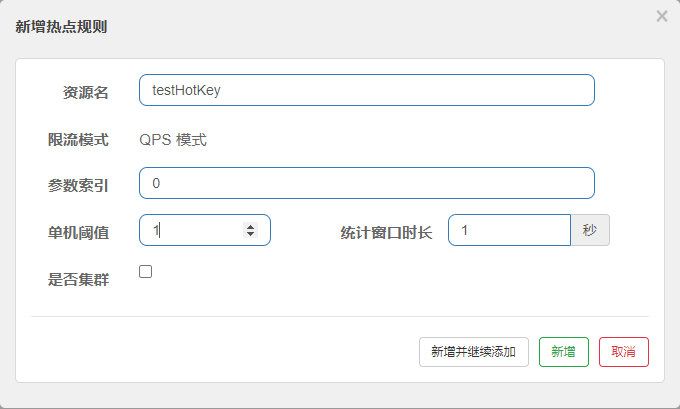 新增热点规则
×
资源名 testHotKey
限流模式 QPS 模式
参数索引 0
单机阈值 1 统计窗口时长 1 秒
是否集群
新增并继续添加 新增 取消